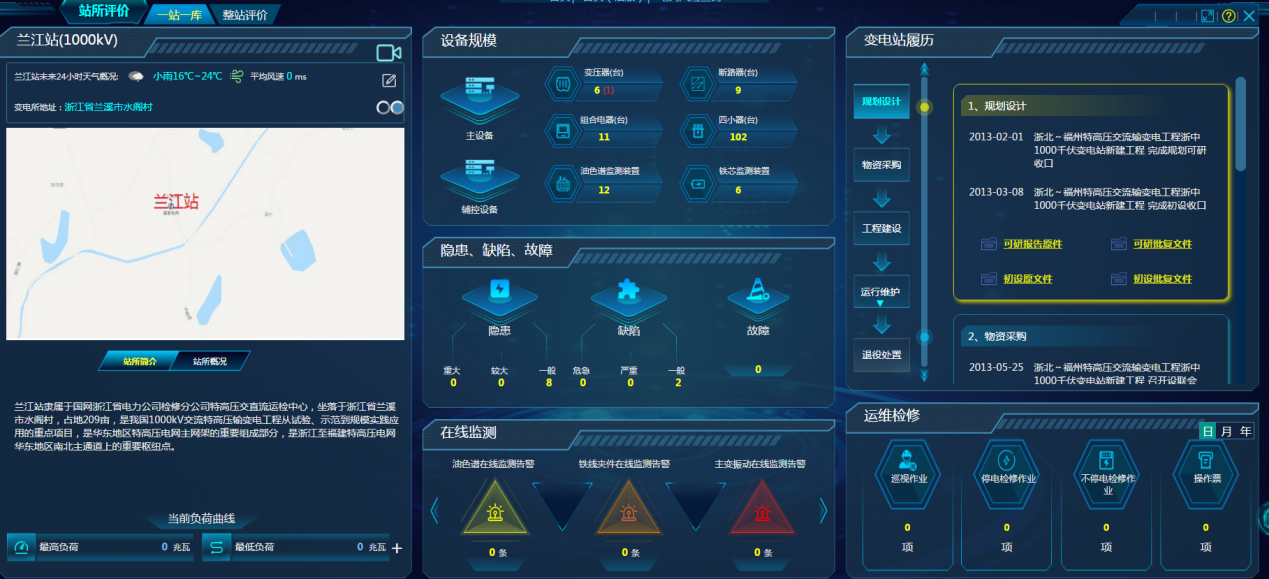 站所评价
一站一库
整站评价
兰江站(1000kV)
兰江站未来24小时天气概况:
小雨16℃~24℃
平均风速 0 ms
变电所地址：浙江省兰溪市水阁村
兰江站
站所简介
站所概况
兰江站隶属于国网浙江省电力公司检修分公司特高压交直流运检中心，坐落于浙江省兰溪
市水阁村，占地209亩，是我国1000kV交流特高压输变电工程从试验、示范到规模实践应
用的重点项目，是华东地区特高压电网主网架的重要组成部分，是浙江至福建特高压电网
华东地区南北主通道上的重要枢纽点。
当前负荷曲线
最高负荷 0 兆瓦
最低负荷 0 兆瓦
设备规模
主设备
辅控设备
变压器(台)
6 (1)
断路器(台)
9
组合电器(台)
11
四小器(台)
102
油色谱监测装置
12
铁芯监测装置
6
隐患、缺陷、故障
隐患
缺陷
故障
重大 较大 一般 危急 严重 一般
0 0 8 0 0 2 0
在线监测
油色谱在线监测告警
铁线夹件在线监测告警
主变振动在线监测告警
0 条
0 条
0 条
变电站履历
规划设计
物资采购
工程建设
运行维护
退役处置
1、规划设计
2013-02-01 浙北～福州特高压交流输变电工程浙中
1000千伏变电站新建工程 完成规划可研
收口
2013-03-08 浙北～福州特高压交流输变电工程浙中
1000千伏变电站新建工程 完成初设收口
可研报告原件
可研批复文件
初设原文件
初设批复文件
2、物资采购
2013-05-25 浙北～福州特高压交流输变电工程浙中
1000千伏变电站新建工程 召开设联会
运维检修
日 月 年
巡视作业
停电检修作业
不停电检修作
业
操作票
0 0 0 0
项 项 项 项